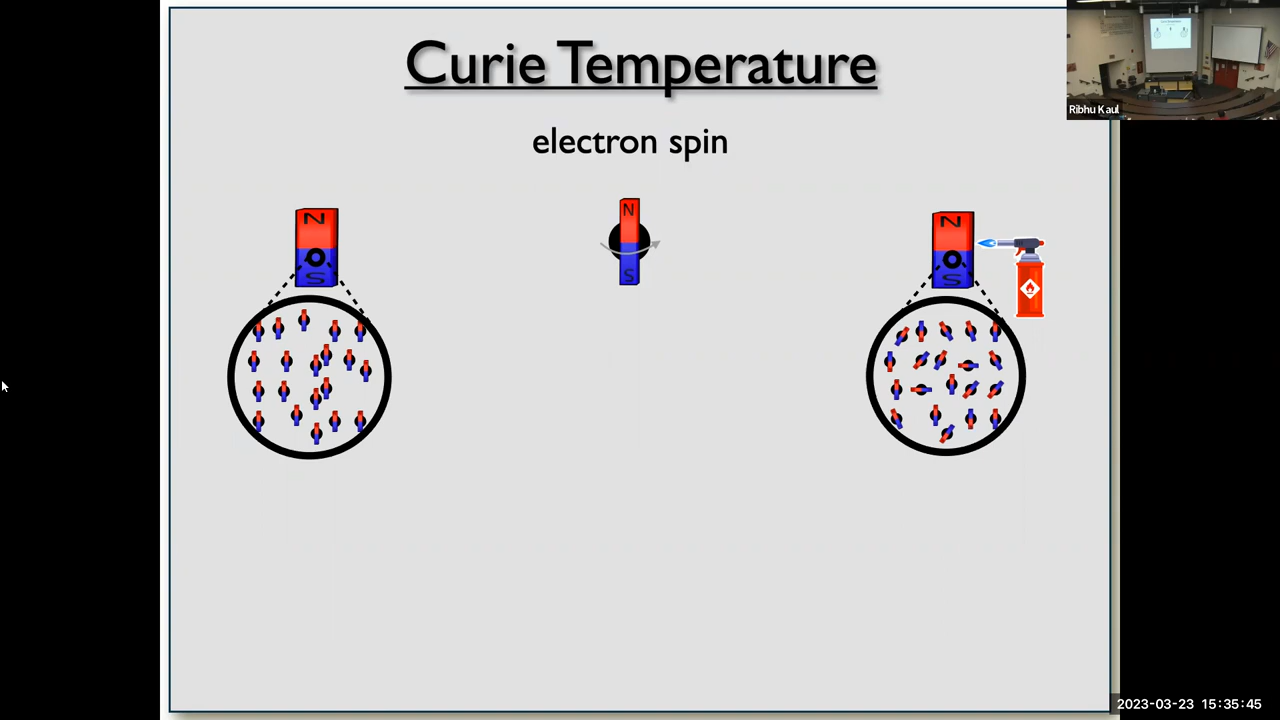 Curie Temperature
Ribhu Kaul
electron spin
N
S
N
S
N
S
2023-03-23 15:35:45